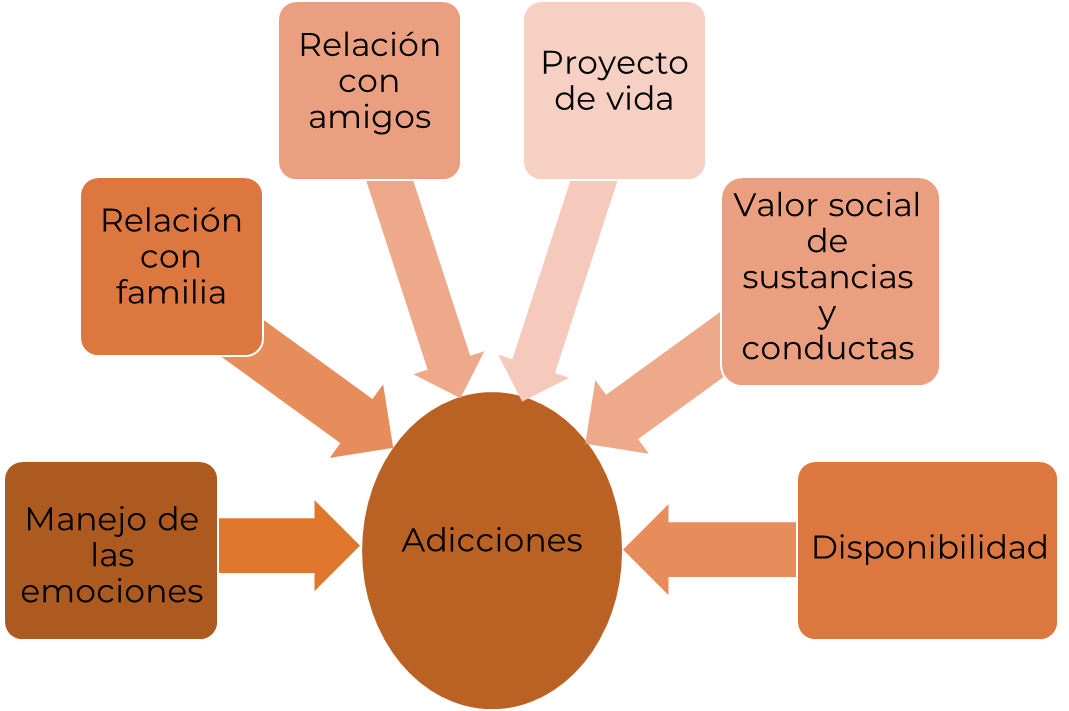 Relación
con
amigos
Proyecto
de vida
Relación
con
familia
Valor social
de
sustancias
y
conductas
Manejo de
las
emociones
Adicciones
Disponibilidad